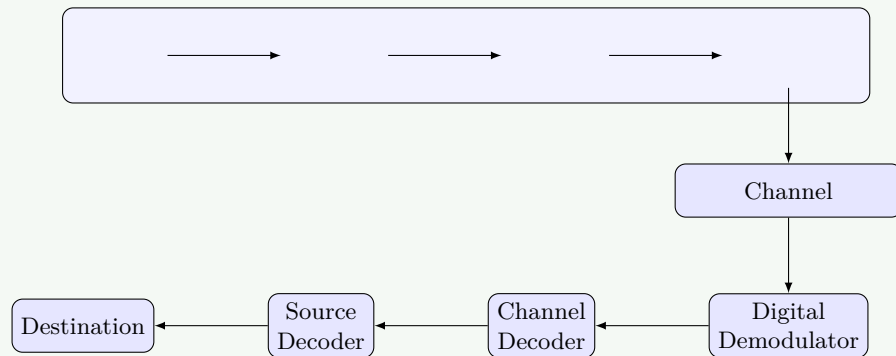 Channel
Destination
Source
Decoder
Channel
Decoder
Digital
Demodulator